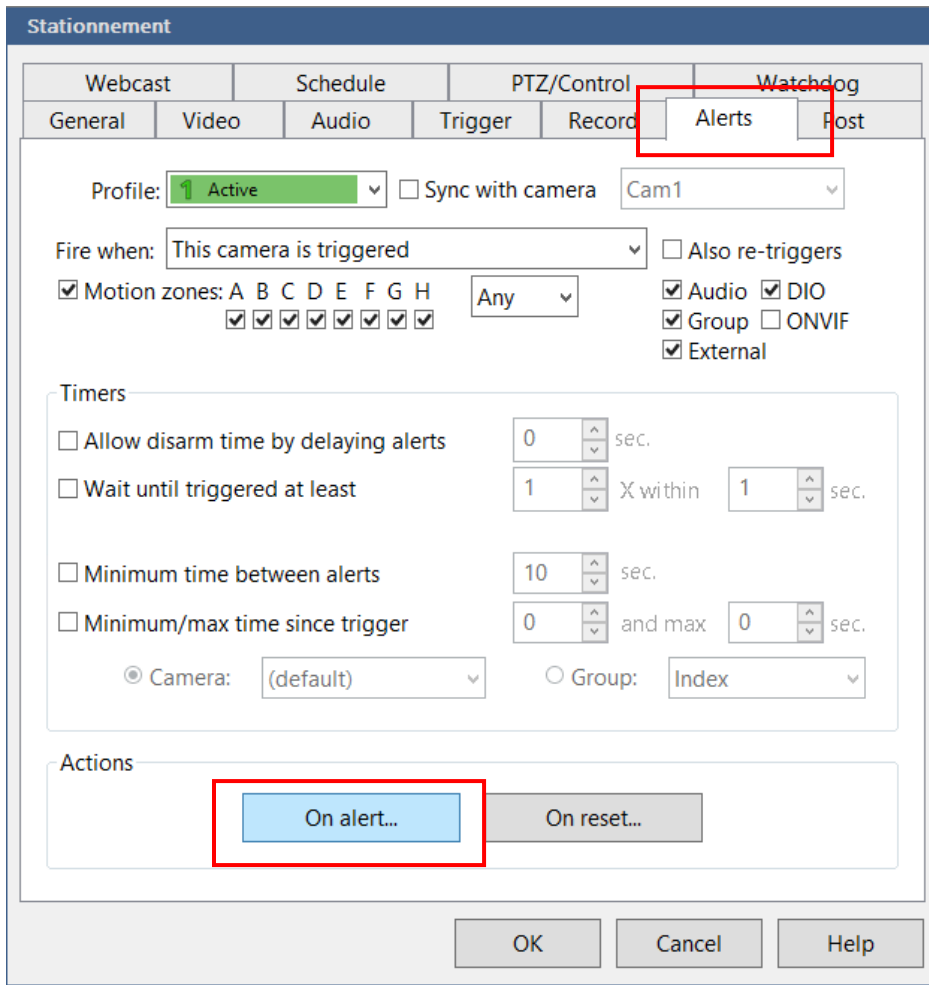 Stationnement
Webcast Schedule PTZ/Control Watchdog
General Video Audio Trigger Record Alerts Post
Profile: 1 Active Sync with camera Cam1
Fire when: This camera is triggered Also re-triggers
Motion zones: A B C D E F G H Any Audio DIO
Group ONVIF
External
Timers
Allow disarm time by delaying alerts 0 sec.
Wait until triggered at least 1 X within 1 sec.
Minimum time between alerts 10 sec.
Minimum/max time since trigger 0 and max 0 sec.
Camera: (default) Group: Index
Actions
On alert... On reset...
OK Cancel Help